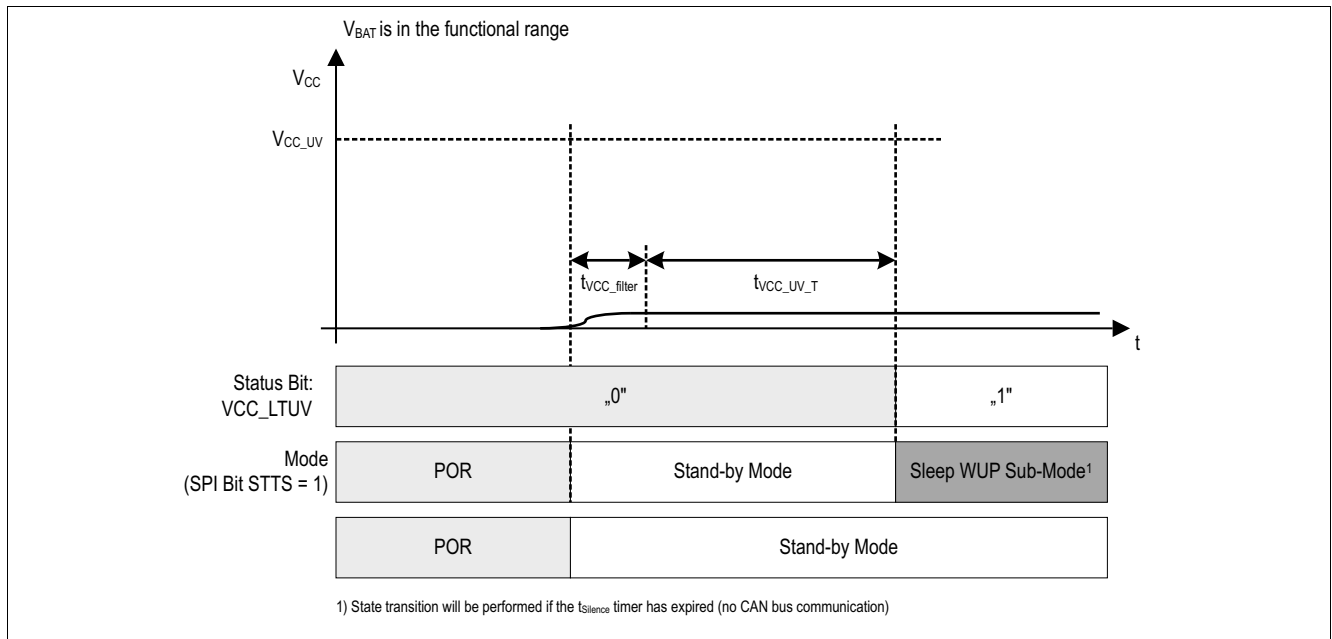 VBAT is in the functional range
VCC
VCC_UV
tVCC_filter
tVCC_UV_T
t
Status Bit:
VCC_LTUV
„0"
„1"
Mode
(SPI Bit STTS = 1)
POR
Stand-by Mode
Sleep WUP Sub-Mode1
POR
Stand-by Mode
1) State transition will be performed if the tSilence timer has expired (no CAN bus communication)